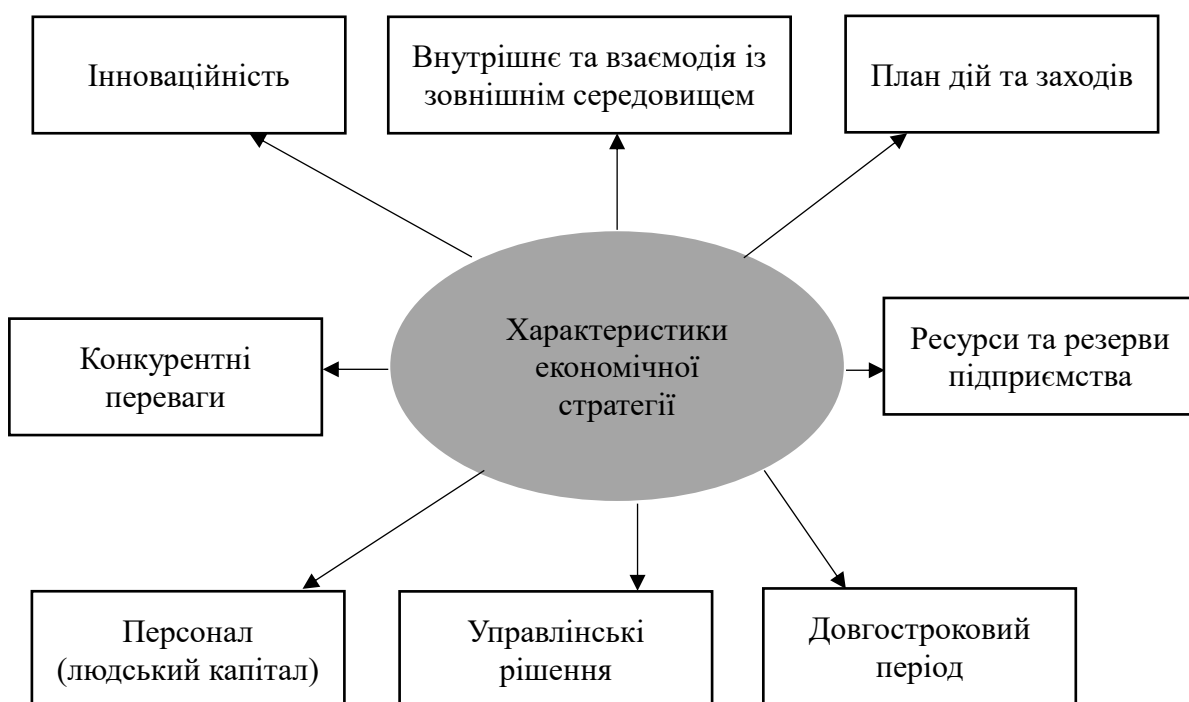 Інноваційність
Внутрішнє та взаємодія із
зовнішнім середовищем
План дій та заходів
Характеристики
економічної
стратегії
Конкурентні
переваги
Ресурси та резерви
підприємства
Персонал
(людський капітал)
Управлінські
рішення
Довгостроковий
період